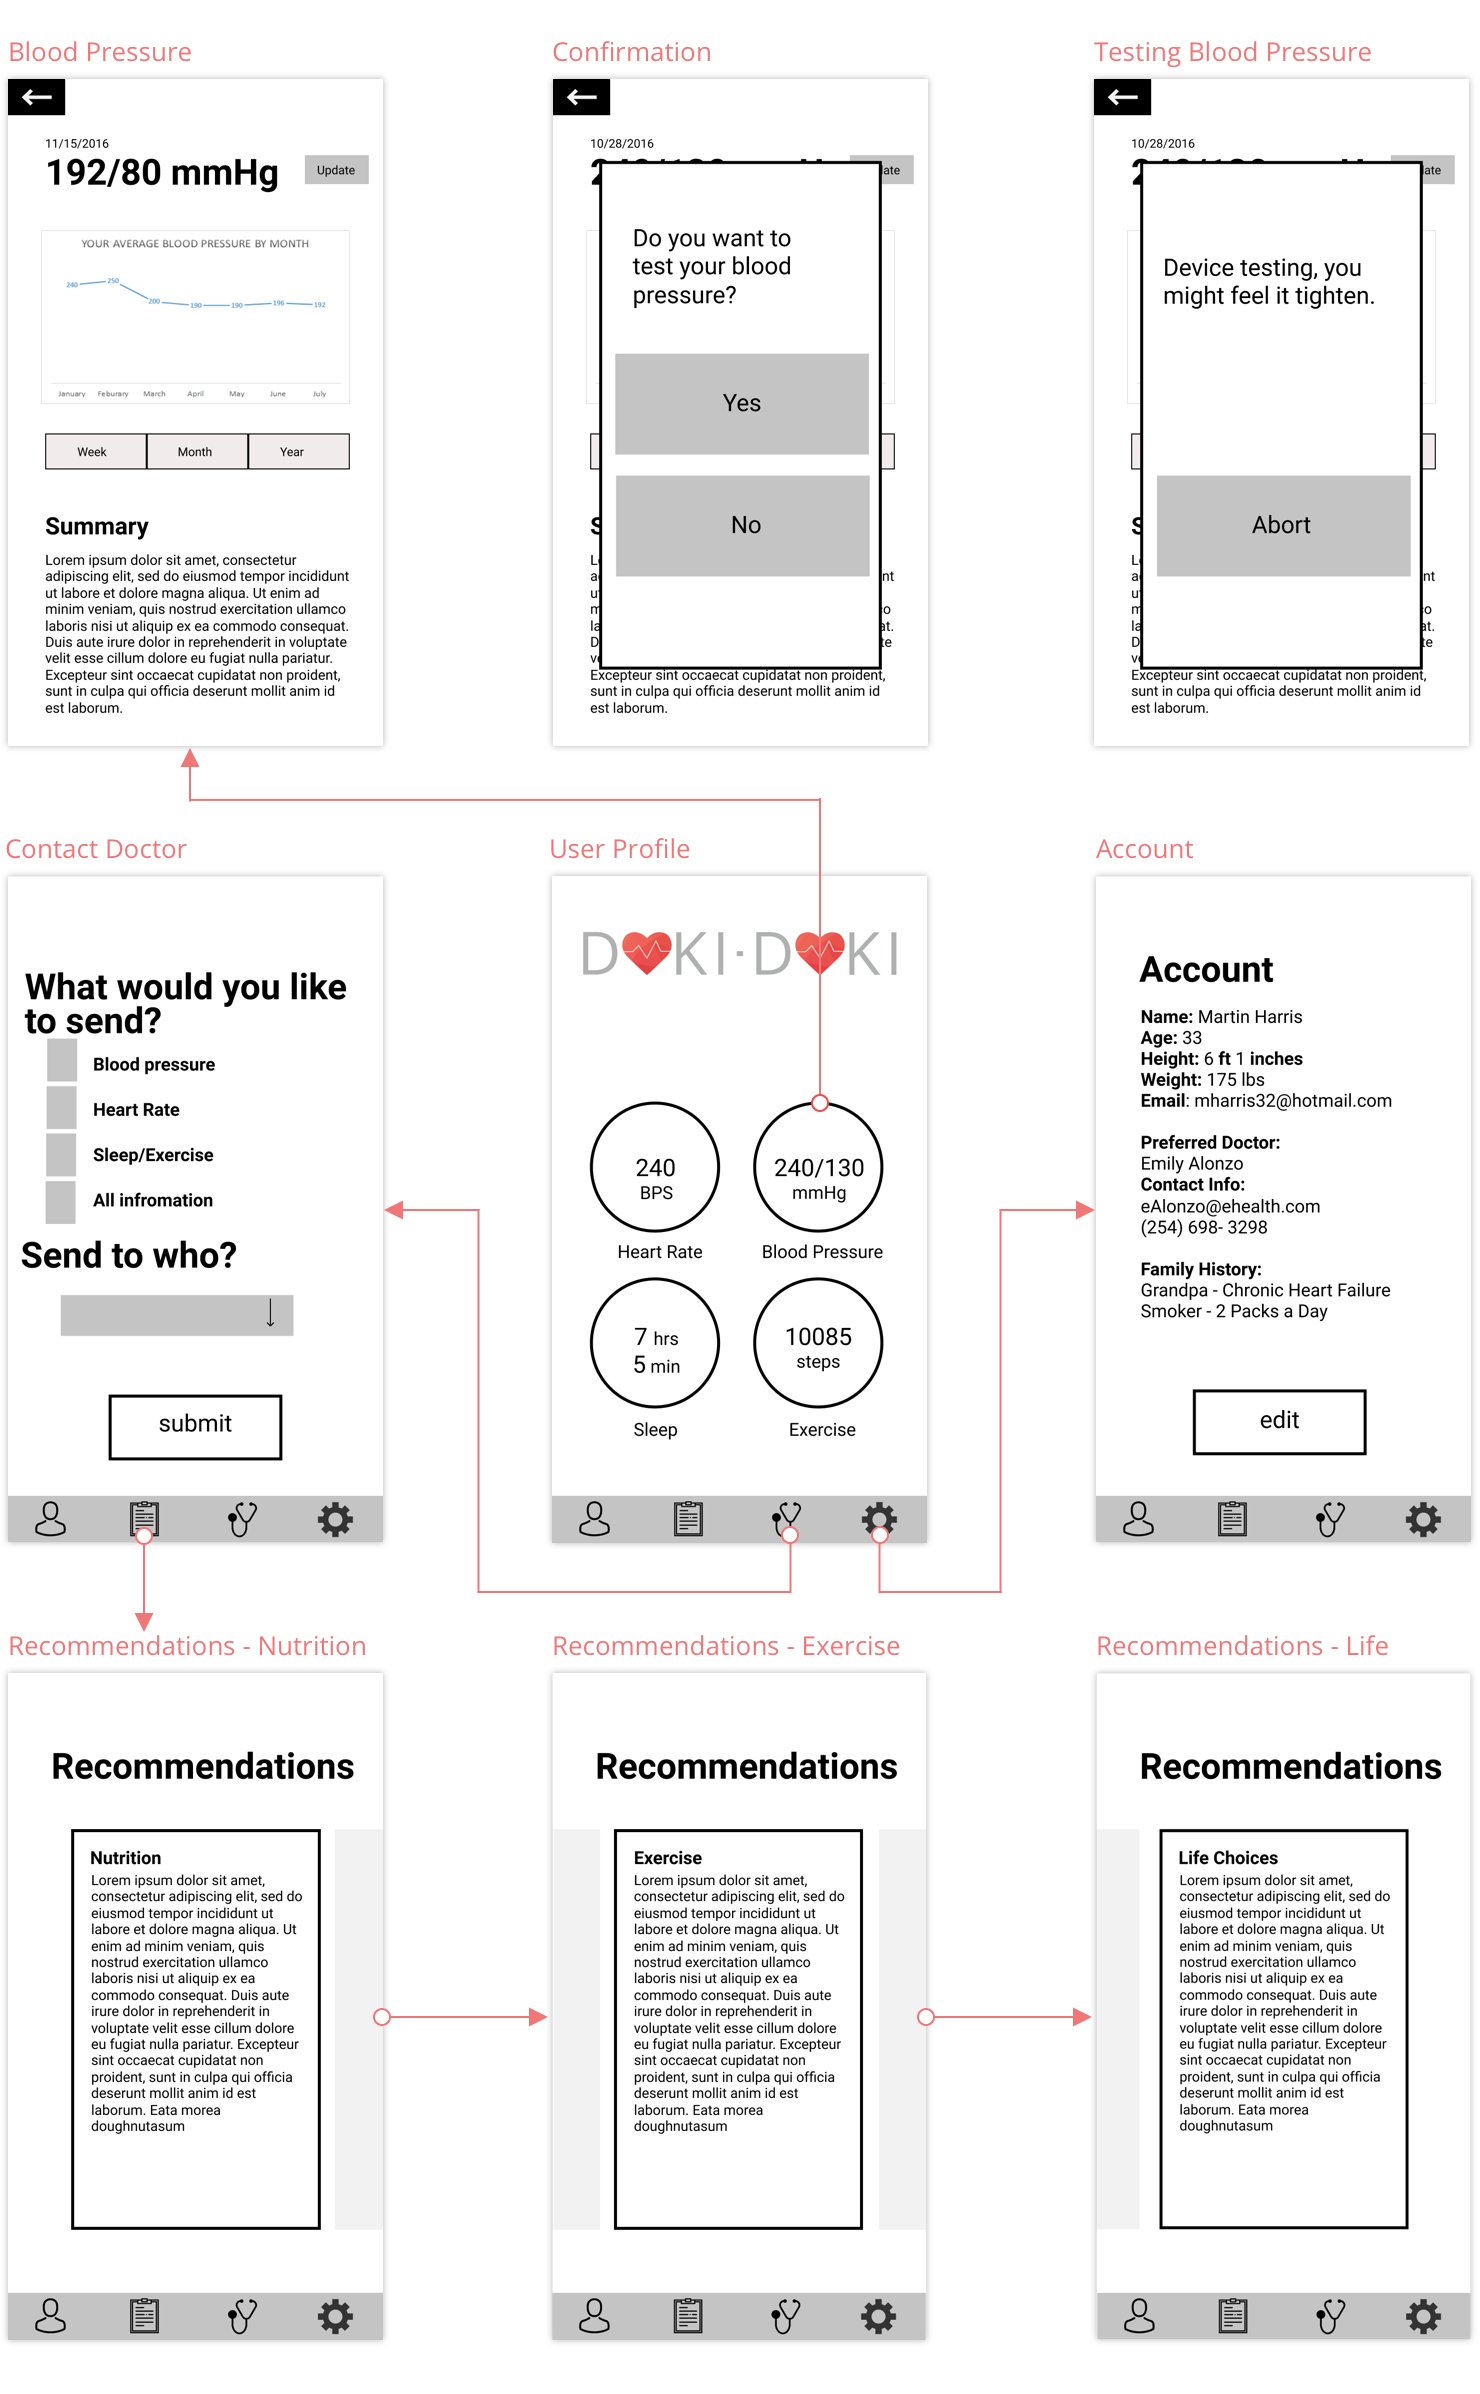 Blood Pressure
11/15/2016
192/80 mmHg
Update
YOUR AVERAGE BLOOD PRESSURE BY MONTH
240
250
200
190
190
196
192
January Feburary March April May June July
Week Month Year
Summary
Lorem ipsum dolor sit amet, consectetur
adipiscing elit, sed do eiusmod tempor incididunt
ut labore et dolore magna aliqua. Ut enim ad
minim veniam, quis nostrud exercitation ullamco
laboris nisi ut aliquip ex ea commodo consequat.
Duis aute irure dolor in reprehenderit in voluptate
velit esse cillum dolore eu fugiat nulla pariatur.
Excepteur sint occaecat cupidatat non proident,
sunt in culpa qui officia deserunt mollit anim id
est laborum.
Confirmation
10/28/2016
Do you want to
test your blood
pressure?
Yes
No
Excepteur sint occaecat cupidatat non proident,
sunt in culpa qui officia deserunt mollit anim id
est laborum.
Testing Blood Pressure
10/28/2016
Device testing, you
might feel it tighten.
Abort
Excepteur sint occaecat cupidatat non proident,
sunt in culpa qui officia deserunt mollit anim id
est laborum.
Contact Doctor
What would you like
to send?
Blood pressure
Heart Rate
Sleep/Exercise
All infromation
Send to who?
submit
User Profile
D KI·D KI
240
BPS
Heart Rate
240/130
mmHg
Blood Pressure
7 hrs
5 min
Sleep
10085
steps
Exercise
Account
Account
Name: Martin Harris
Age: 33
Height: 6 ft 1 inches
Weight: 175 lbs
Email: mharris32@hotmail.com
Preferred Doctor:
Emily Alonzo
Contact Info:
eAlonzo@ehealth.com
(254) 698- 3298
Family History:
Grandpa - Chronic Heart Failure
Smoker - 2 Packs a Day
edit
Recommendations - Nutrition
Recommendations
Nutrition
Lorem ipsum dolor sit amet,
consectetur adipiscing elit, sed do
eiusmod tempor incididunt ut
labore et dolore magna aliqua. Ut
enim ad minim veniam, quis
nostrud exercitation ullamco
laboris nisi ut aliquip ex ea
commodo consequat. Duis aute
irure dolor in reprehenderit in
voluptate velit esse cillum dolore
eu fugiat nulla pariatur. Excepteur
sint occaecat cupidatat non
proident, sunt in culpa qui officia
deserunt mollit anim id est
laborum. Eata morea
doughnutasum
Recommendations - Exercise
Recommendations
Exercise
Lorem ipsum dolor sit amet,
consectetur adipiscing elit, sed do
eiusmod tempor incididunt ut
labore et dolore magna aliqua. Ut
enim ad minim veniam, quis
nostrud exercitation ullamco
laboris nisi ut aliquip ex ea
commodo consequat. Duis aute
irure dolor in reprehenderit in
voluptate velit esse cillum dolore
eu fugiat nulla pariatur. Excepteur
sint occaecat cupidatat non
proident, sunt in culpa qui officia
deserunt mollit anim id est
laborum. Eata morea
doughnutasum
Recommendations - Life
Recommendations
Life Choices
Lorem ipsum dolor sit amet,
consectetur adipiscing elit, sed do
eiusmod tempor incididunt ut
labore et dolore magna aliqua. Ut
enim ad minim veniam, quis
nostrud exercitation ullamco
laboris nisi ut aliquip ex ea
commodo consequat. Duis aute
irure dolor in reprehenderit in
voluptate velit esse cillum dolore
eu fugiat nulla pariatur. Excepteur
sint occaecat cupidatat non
proident, sunt in culpa qui officia
deserunt mollit anim id est
laborum. Eata morea
doughnutasum